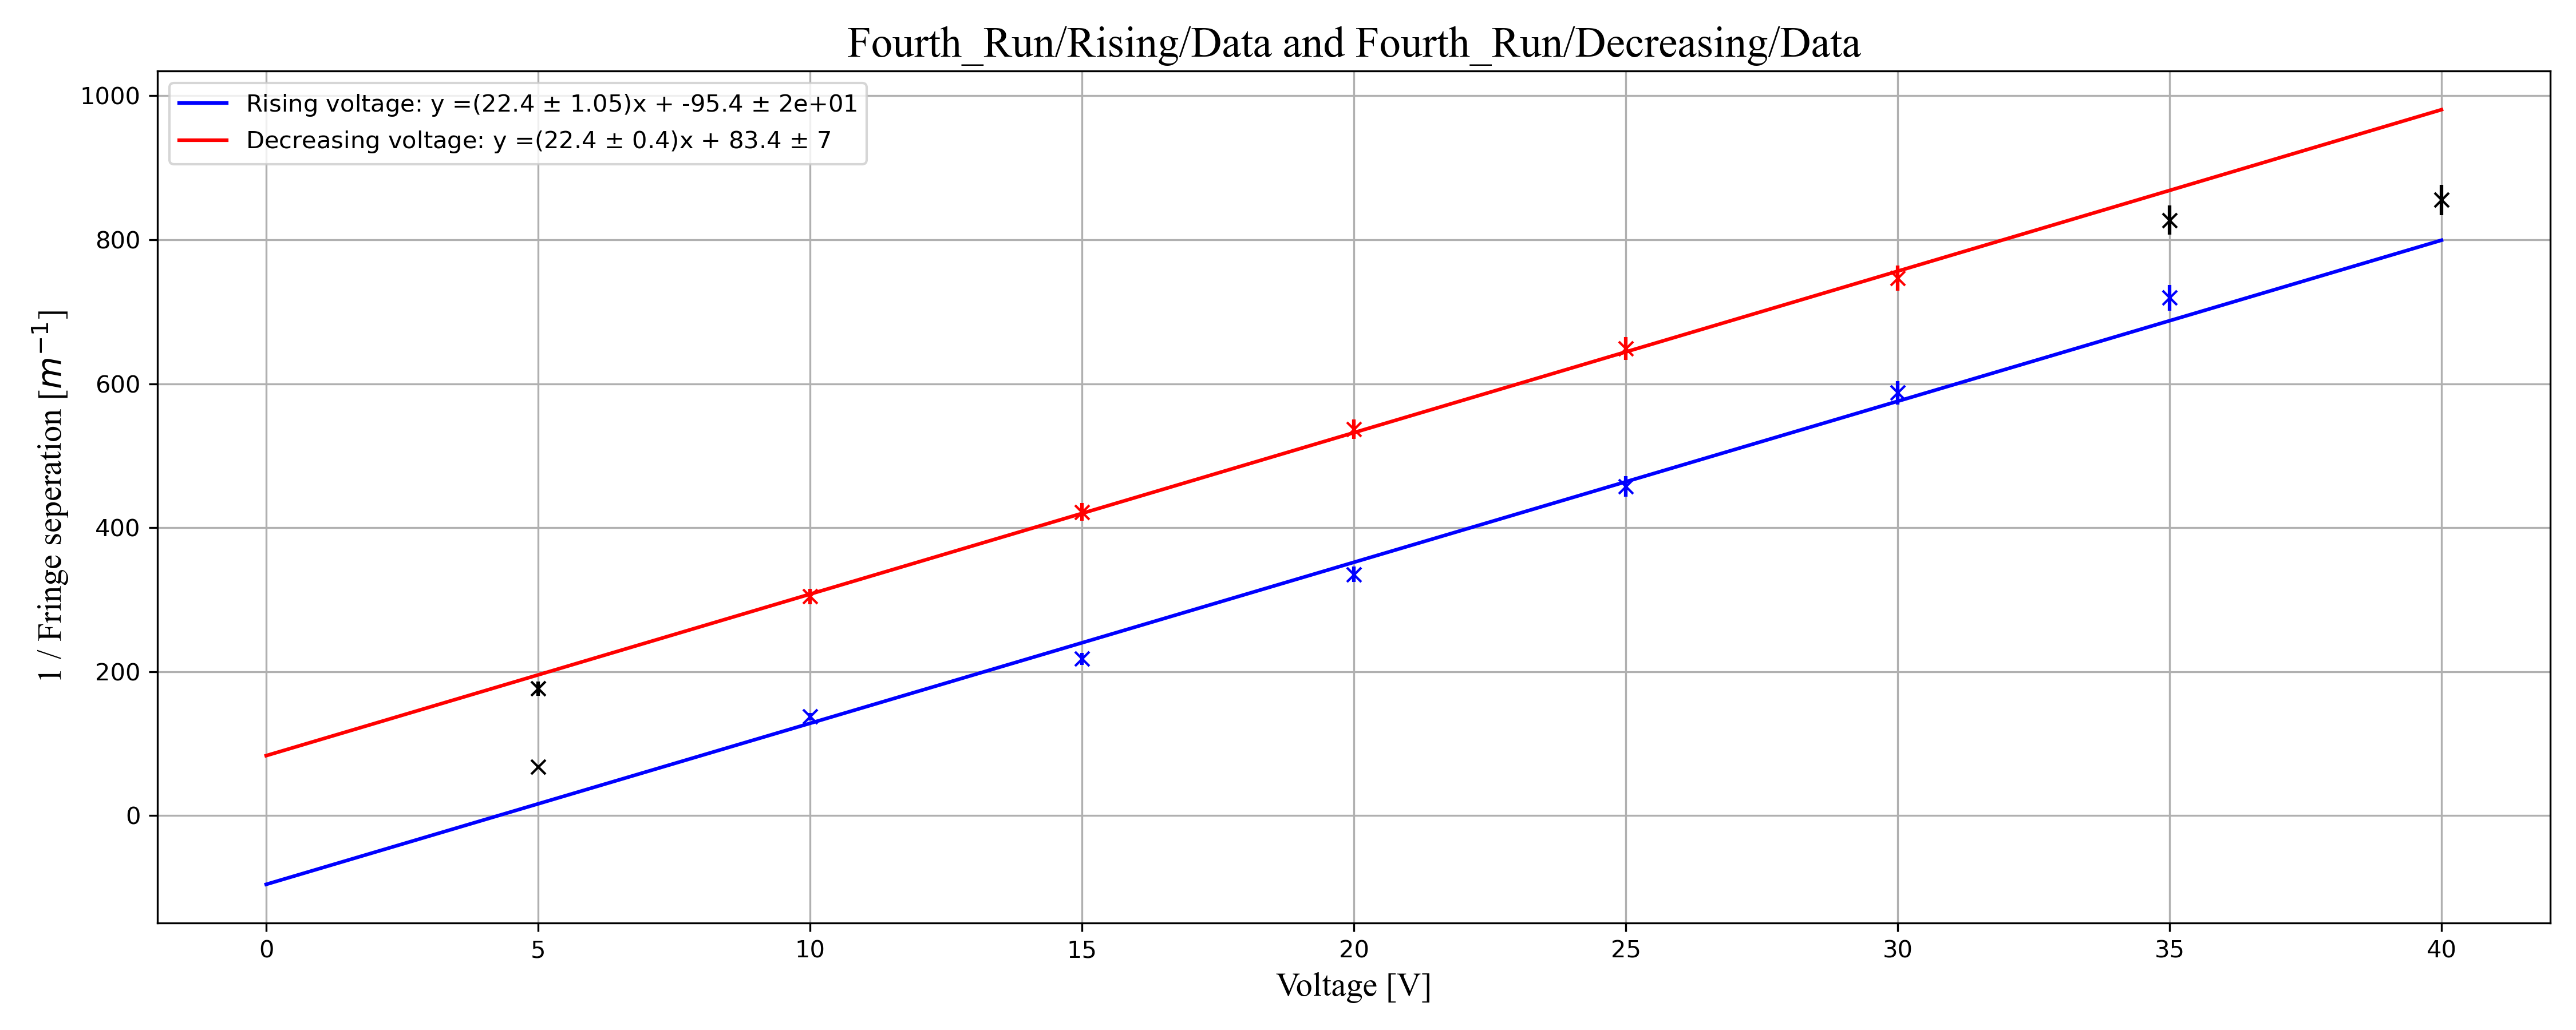 Fourth_Run/Rising/Data and Fourth_Run/Decreasing/Data
Rising voltage: y =(22.4 ± 1.05)x + -95.4 ± 2e+01
Decreasing voltage: y =(22.4 ± 0.4)x + 83.4 ± 7
1 / Fringe seperation [$m^{-1}$]
1000
800
600
400
200
0
0 5 10 15 20 25 30 35 40
Voltage [V]